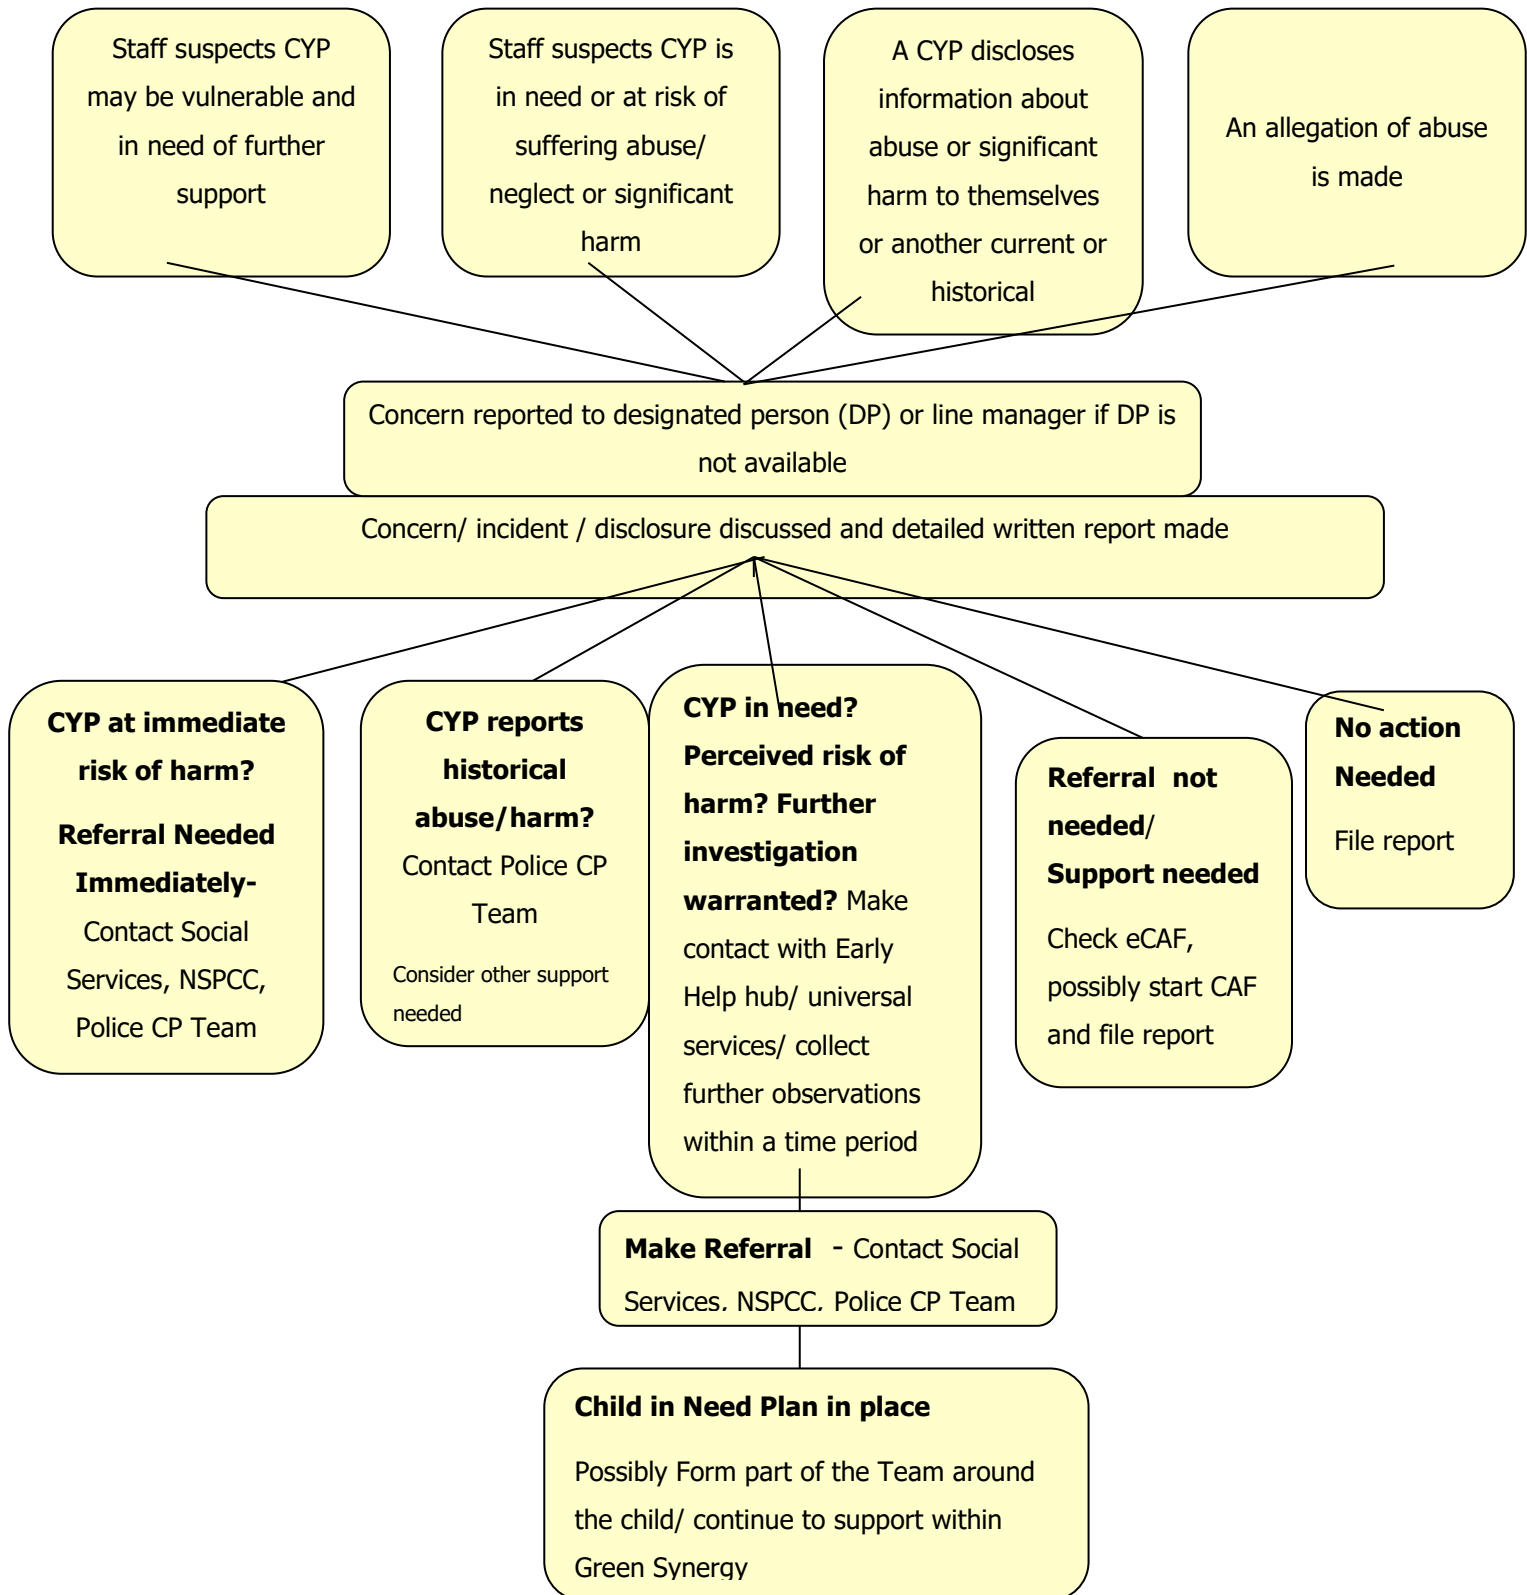 Staff suspects CYP
may be vulnerable and
in need of further
support
Staff suspects CYP is
in need or at risk of
suffering abuse/
neglect or significant
harm
A CYP discloses
information about
abuse or significant
harm to themselves
or another current or
historical
An allegation of abuse
is made
Concern reported to designated person (DP) or line manager if DP is
not available
Concern/ incident / disclosure discussed and detailed written report made
CYP at immediate
risk of harm?
Referral Needed
Immediately-
Contact Social
Services, NSPCC,
Police CP Team
CYP reports
historical
abuse/harm?
Contact Police CP
Team
Consider other support
needed
CYP in need?
Perceived risk of
harm? Further
investigation
warranted? Make
contact with Early
Help hub/ universal
services/ collect
further observations
within a time period
Referral  not
needed/
Support needed
Check eCAF,
possibly start CAF
and file report
No action
Needed
File report
Make Referral  - Contact Social
Services, NSPCC, Police CP Team
Child in Need Plan in place
Possibly Form part of the Team around
the child/ continue to support within
Green Synergy